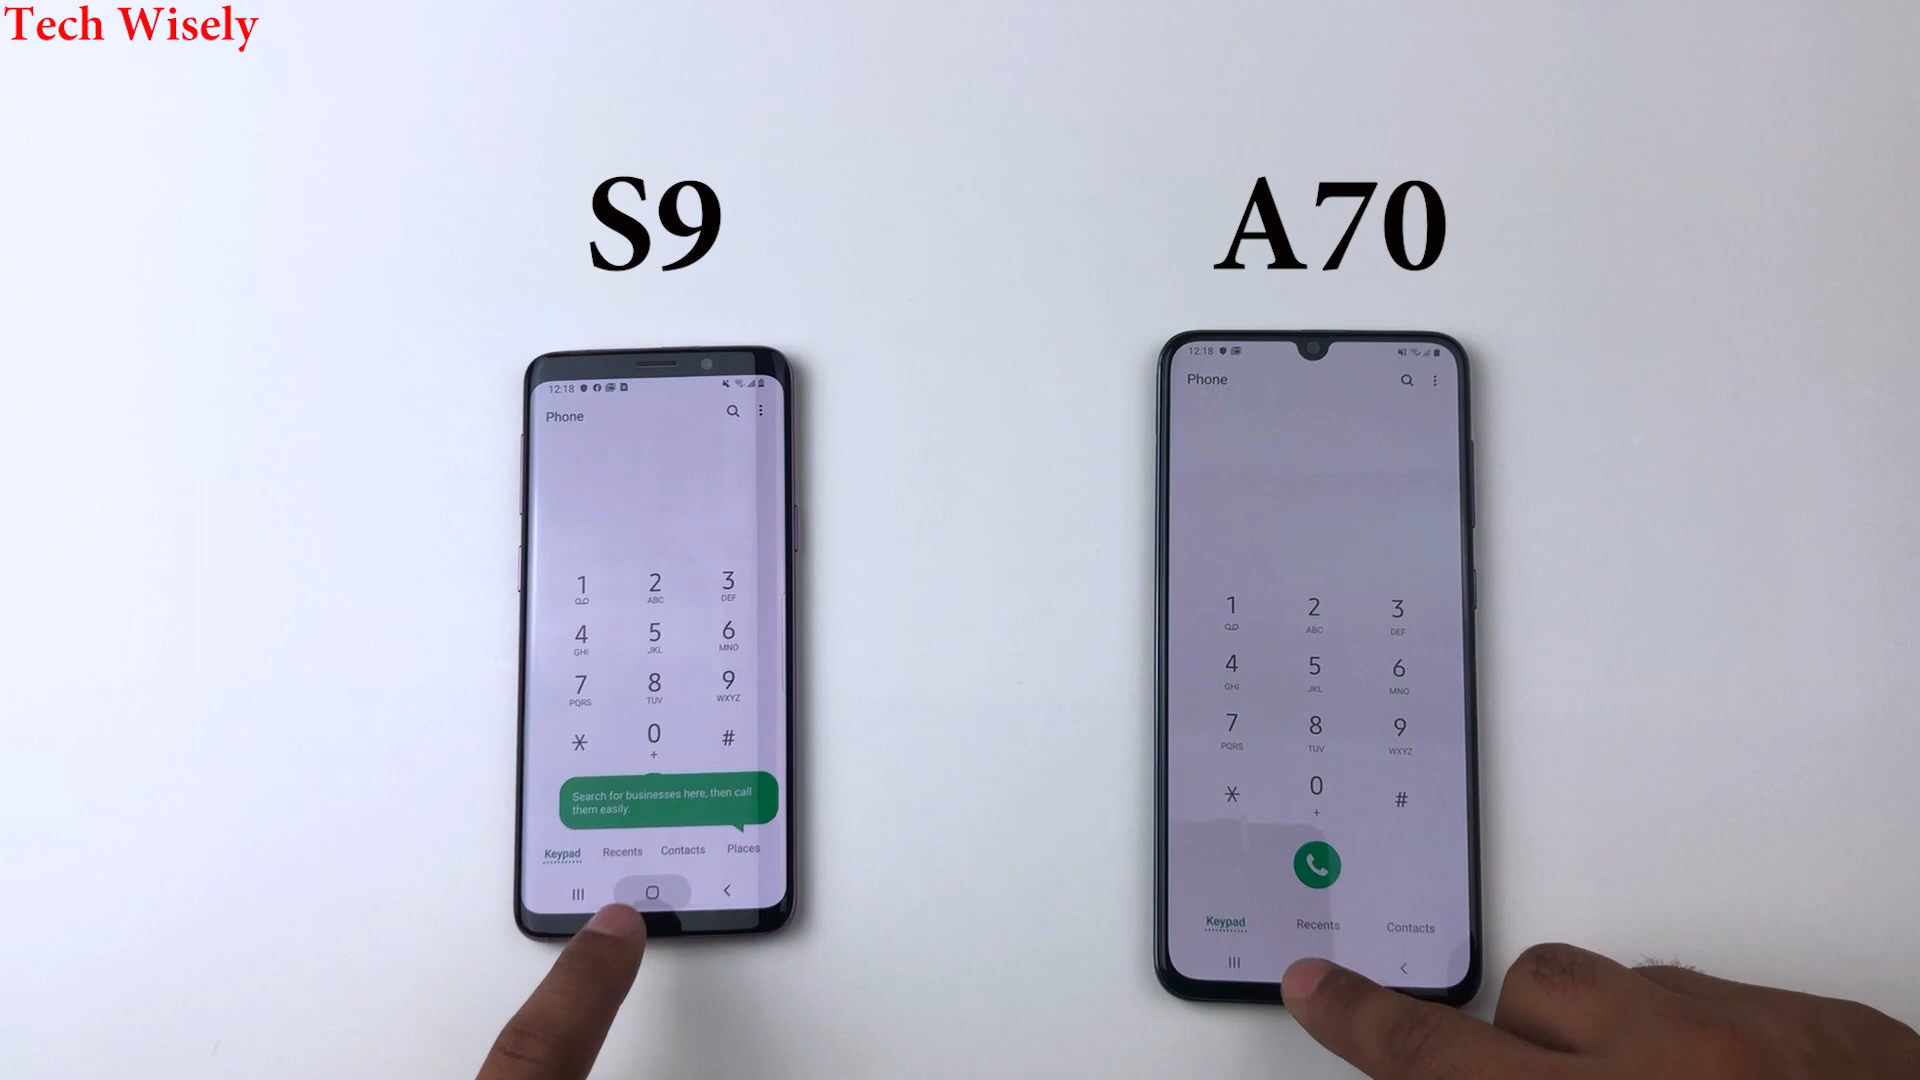 Tech Wisely
S9
A70
12:18
Phone
1
2
ABC
3
DEF
4
GHI
5
JKL
6
MNO
7
PQRS
8
TUV
9
WXYZ
*
0
+
#
Search for businesses here, then call
them easily.
Keypad Recents Contacts Places
12:18
Phone
1
2
ABC
3
DEF
4
GHI
5
JKL
6
MNO
7
PQRS
8
TUV
9
WXYZ
*
0
+
#
Keypad Recents Contacts